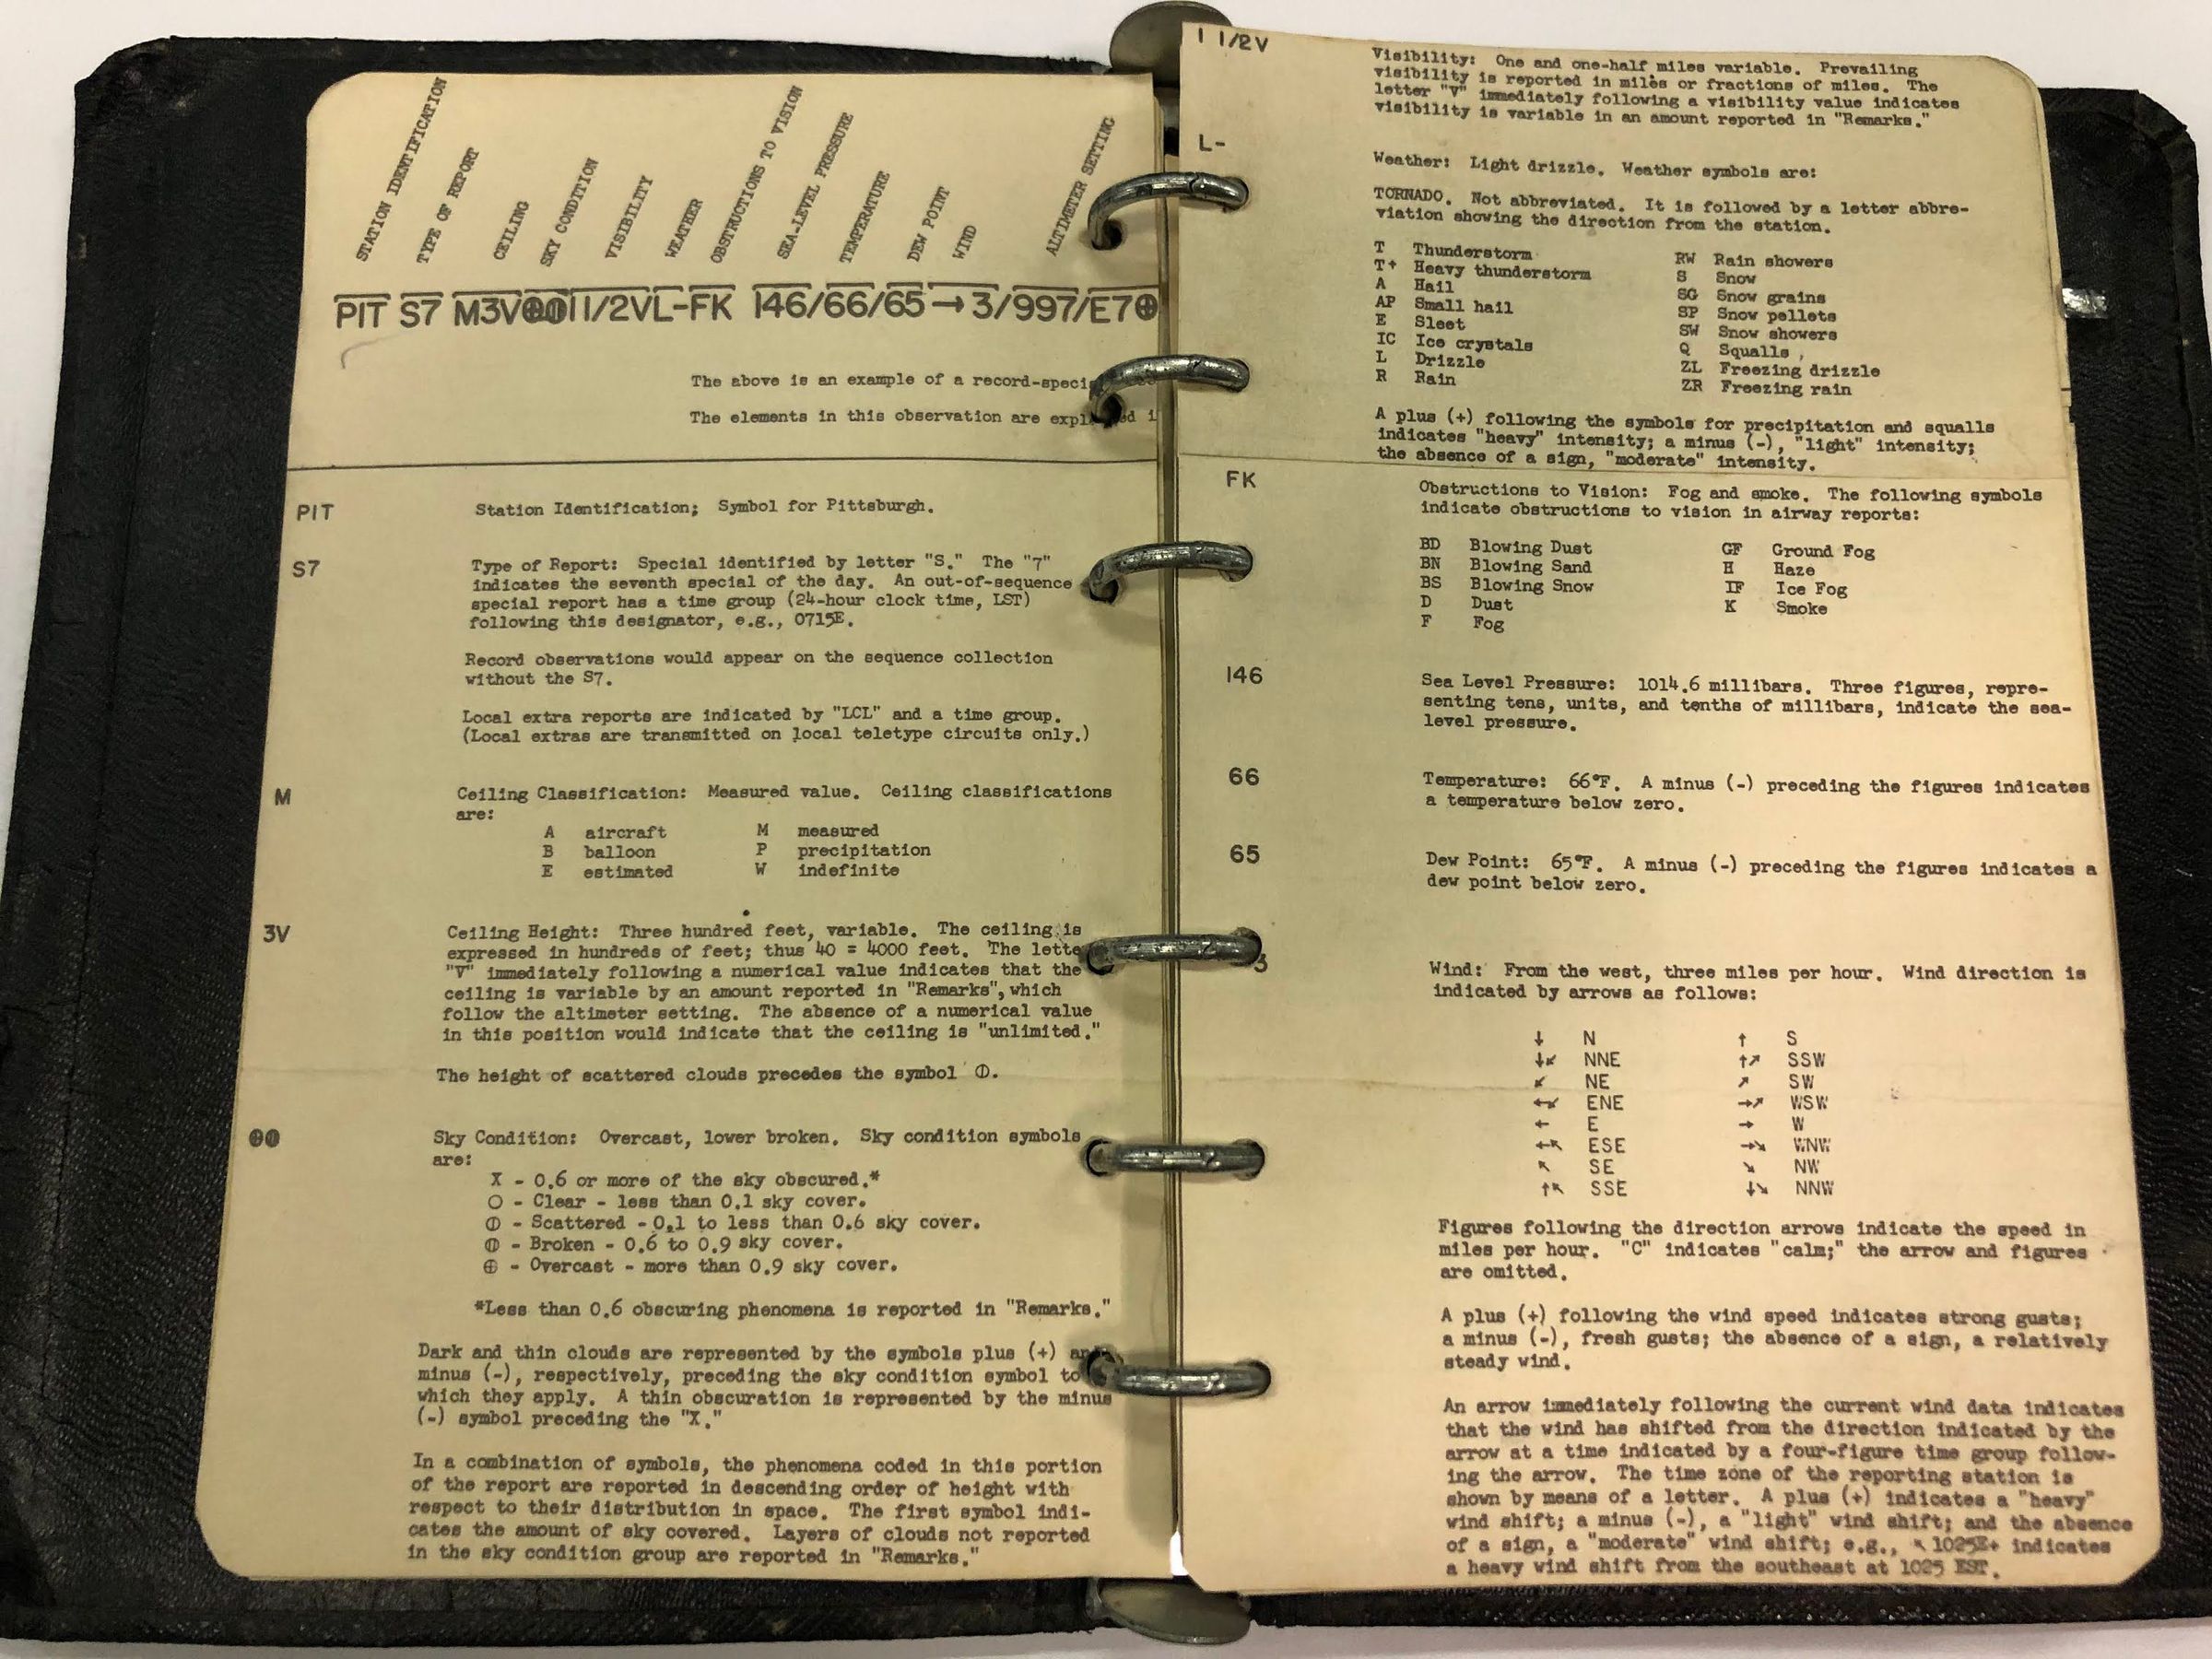 STATION IDENTIFICATION
TYPE OF REPORT
CEILING
SKY CONDITION
VISIBILITY
WEATHER
OBSTRUCTIONS TO VISION
SEA-LEVEL PRESSURE
TEMPERATURE
DEW POINT
WIND
ALTIMETER SETTING
PIT S7 M3V⊕⦶11/2VL-FK 146/66/65→3/997/E7⊕
The above is an example of a record-speci
The elements in this observation are expl ed i
PIT
Station Identification; Symbol for Pittsburgh.
S7
Type of Report: Special identified by letter "S." The "7"
indicates the seventh special of the day. An out-of-sequence
special report has a time group (24-hour clock time, LST)
following this designator, e.g., 0715E.
Record observations would appear on the sequence collection
without the S7.
Local extra reports are indicated by "LCL" and a time group.
(Local extras are transmitted on local teletype circuits only.)
M
Ceiling Classification: Measured value. Ceiling classifications
are:
A aircraft M measured
B balloon P precipitation
E estimated W indefinite
3V
Ceiling Height: Three hundred feet, variable. The ceiling is
expressed in hundreds of feet; thus 40 = 4000 feet. The lette
"V" immediately following a numerical value indicates that the
ceiling is variable by an amount reported in "Remarks", which
follow the altimeter setting. The absence of a numerical value
in this position would indicate that the ceiling is "unlimited."
The height of scattered clouds precedes the symbol ⦶.
⊕⦶
Sky Condition: Overcast, lower broken. Sky condition symbols
are:
X - 0.6 or more of the sky obscured.*
○ - Clear - less than 0.1 sky cover.
⦶ - Scattered - 0.1 to less than 0.6 sky cover.
⦶ - Broken - 0.6 to 0.9 sky cover.
⊕ - Overcast - more than 0.9 sky cover.
*Less than 0.6 obscuring phenomena is reported in "Remarks."
Dark and thin clouds are represented by the symbols plus (+) an
minus (-), respectively, preceding the sky condition symbol to
which they apply. A thin obscuration is represented by the minus
(-) symbol preceding the "X."
In a combination of symbols, the phenomena coded in this portion
of the report are reported in descending order of height with
respect to their distribution in space. The first symbol indi-
cates the amount of sky covered. Layers of clouds not reported
in the sky condition group are reported in "Remarks."
1 1/2V
Visibility: One and one-half miles variable. Prevailing
visibility is reported in miles or fractions of miles. The
letter "V" immediately following a visibility value indicates
visibility is variable in an amount reported in "Remarks."
L-
Weather: Light drizzle. Weather symbols are:
TORNADO. Not abbreviated. It is followed by a letter abbre-
viation showing the direction from the station.
T Thunderstorm RW Rain showers
T+ Heavy thunderstorm S Snow
A Hail SG Snow grains
AP Small hail SP Snow pellets
E Sleet SW Snow showers
IC Ice crystals Q Squalls
L Drizzle ZL Freezing drizzle
R Rain ZR Freezing rain
A plus (+) following the symbols for precipitation and squalls
indicates "heavy" intensity; a minus (-), "light" intensity;
the absence of a sign, "moderate" intensity.
FK
Obstructions to Vision: Fog and smoke. The following symbols
indicate obstructions to vision in airway reports:
BD Blowing Dust GF Ground Fog
BN Blowing Sand H Haze
BS Blowing Snow IF Ice Fog
D Dust K Smoke
F Fog
146
Sea Level Pressure: 1014.6 millibars. Three figures, repre-
senting tens, units, and tenths of millibars, indicate the sea-
level pressure.
66
Temperature: 66°F. A minus (-) preceding the figures indicates
a temperature below zero.
65
Dew Point: 65°F. A minus (-) preceding the figures indicates a
dew point below zero.
3
Wind: From the west, three miles per hour. Wind direction is
indicated by arrows as follows:
↓ N ↑ S
↓↙ NNE ↑↗ SSW
↙ NE ↗ SW
←↙ ENE →↗ WSW
← E → W
←↖ ESE →↘ WNW
↖ SE ↘ NW
↑↖ SSE ↓↘ NNW
Figures following the direction arrows indicate the speed in
miles per hour. "C" indicates "calm;" the arrow and figures
are omitted.
A plus (+) following the wind speed indicates strong gusts;
a minus (-), fresh gusts; the absence of a sign, a relatively
steady wind.
An arrow immediately following the current wind data indicates
that the wind has shifted from the direction indicated by the
arrow at a time indicated by a four-figure time group follow-
ing the arrow. The time zone of the reporting station is
shown by means of a letter. A plus (+) indicates a "heavy"
wind shift; a minus (-), a "light" wind shift; and the absence
of a sign, a "moderate" wind shift; e.g., ↖ 1025E+ indicates
a heavy wind shift from the southeast at 1025 EST.